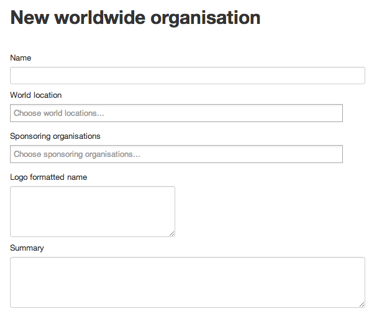 New worldwide organisation
Name
World location
Choose world locations...
Sponsoring organisations
Choose sponsoring organisations...
Logo formatted name
Summary